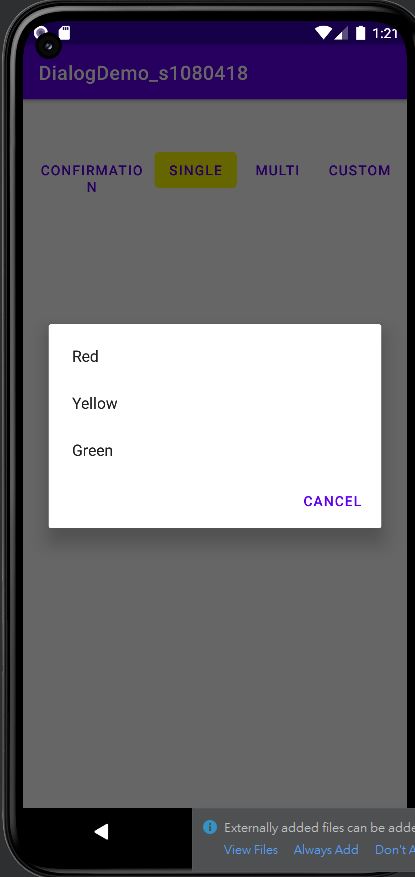 1:21
DialogDemo_s1080418
CONFIRMATIO
N
SINGLE
MULTI
CUSTOM
Red
Yellow
Green
CANCEL
Externally added files can be adde
View Files Always Add Don't A